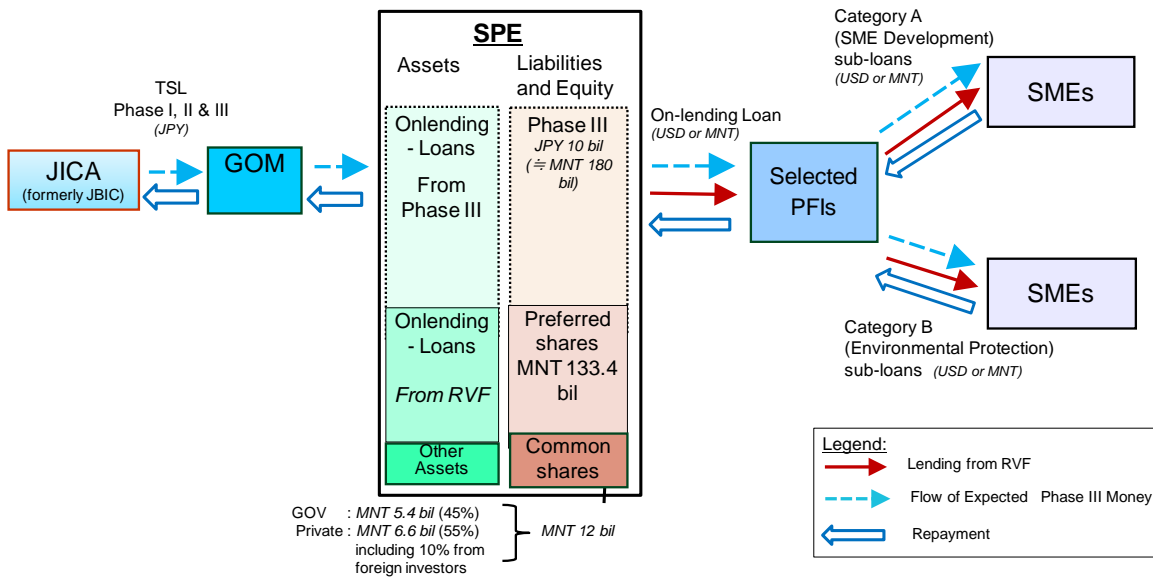 TSL
Phase I, II & III
(JPY)
JICA
(formerly JBIC)
GOM
SPE
Assets
Liabilities
and Equity
Onlending
- Loans
From
Phase III
Phase III
JPY 10 bil
(≒ MNT 180
bil)
Onlending
- Loans
From RVF
Preferred
shares
MNT 133.4
bil
Other
Assets
Common
shares
GOV : MNT 5.4 bil (45%)
Private : MNT 6.6 bil (55%)
including 10% from
foreign investors
MNT 12 bil
On-lending Loan
(USD or MNT)
Selected
PFIs
Category A
(SME Development)
sub-loans
(USD or MNT)
SMEs
SMEs
Category B
(Environmental Protection)
sub-loans (USD or MNT)
Legend:
Lending from RVF
Flow of Expected Phase III Money
Repayment